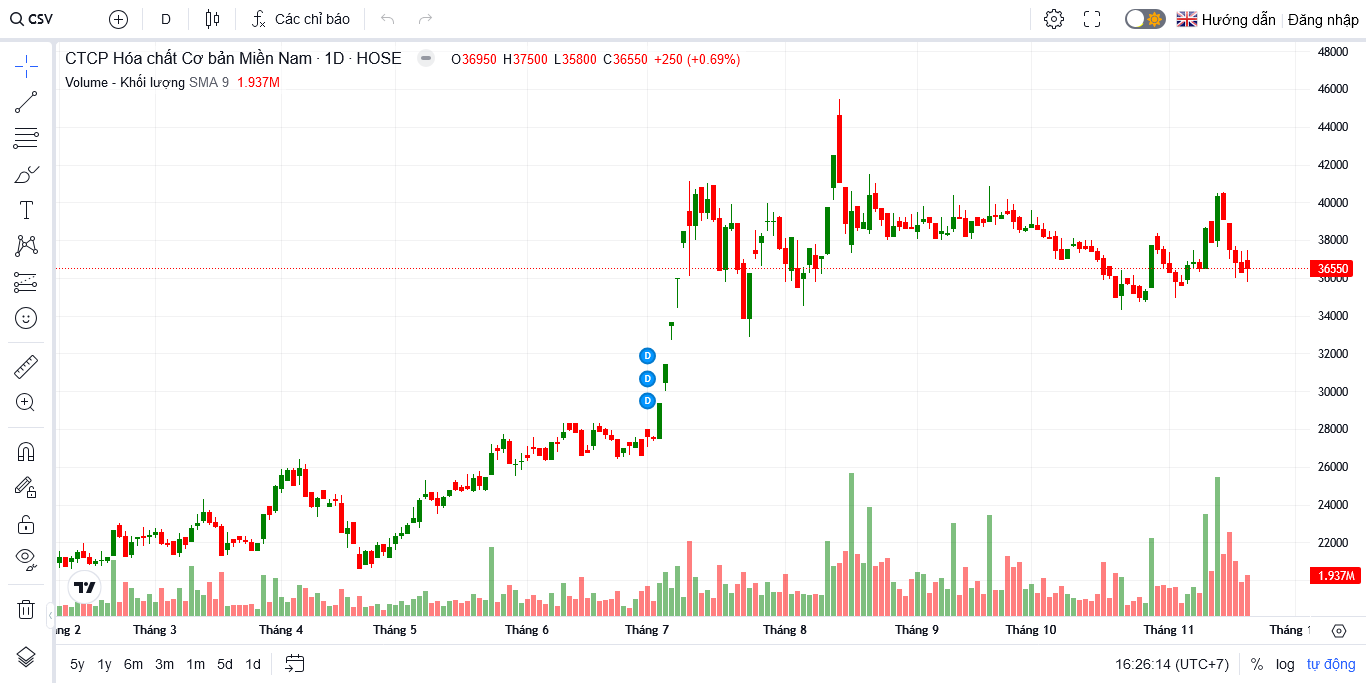 CSV D Các chỉ báo Hướng dẫn Đăng nhập
CTCP Hóa chất Cơ bản Miền Nam · 1D · HOSE O36950 H37500 L35800 C36550 +250 (+0.69%)
Volume - Khối lượng SMA 9 1.937M
48000
46000
44000
42000
40000
38000
36550
36000
34000
32000
30000
28000
26000
24000
22000
1.937M
D
D
D
ng 2 Tháng 3 Tháng 4 Tháng 5 Tháng 6 Tháng 7 Tháng 8 Tháng 9 Tháng 10 Tháng 11 Tháng 1
5y 1y 6m 3m 1m 5d 1d 16:26:14 (UTC+7) % log tự động